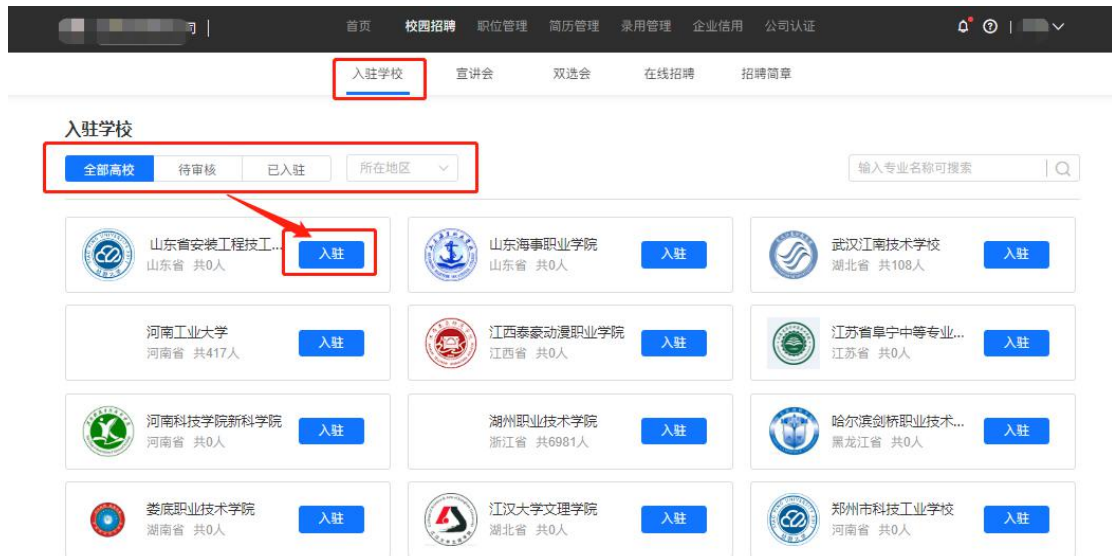 司 | 首页 校园招聘 职位管理 简历管理 录用管理 企业信用 公司认证
入驻学校 宣讲会 双选会 在线招聘 招聘简章
入驻学校
全部高校 待审核 已入驻 所在地区 输入专业名称可搜索
山东省安装工程技工... 入驻 山东海事职业学院 入驻 武汉江南技术学校 入驻
山东省 共0人 山东省 共0人 湖北省 共108人
河南工业大学 入驻 江西泰豪动漫职业学院 入驻 江苏省阜宁中等专业... 入驻
河南省 共417人 江西省 共0人 江苏省 共0人
河南科技学院新科学院 入驻 湖州职业技术学院 入驻 哈尔滨剑桥职业技术... 入驻
河南省 共0人 浙江省 共6981人 黑龙江省 共0人
娄底职业技术学院 入驻 江汉大学文理学院 入驻 郑州市科技工业学校 入驻
湖南省 共0人 湖北省 共0人 河南省 共0人